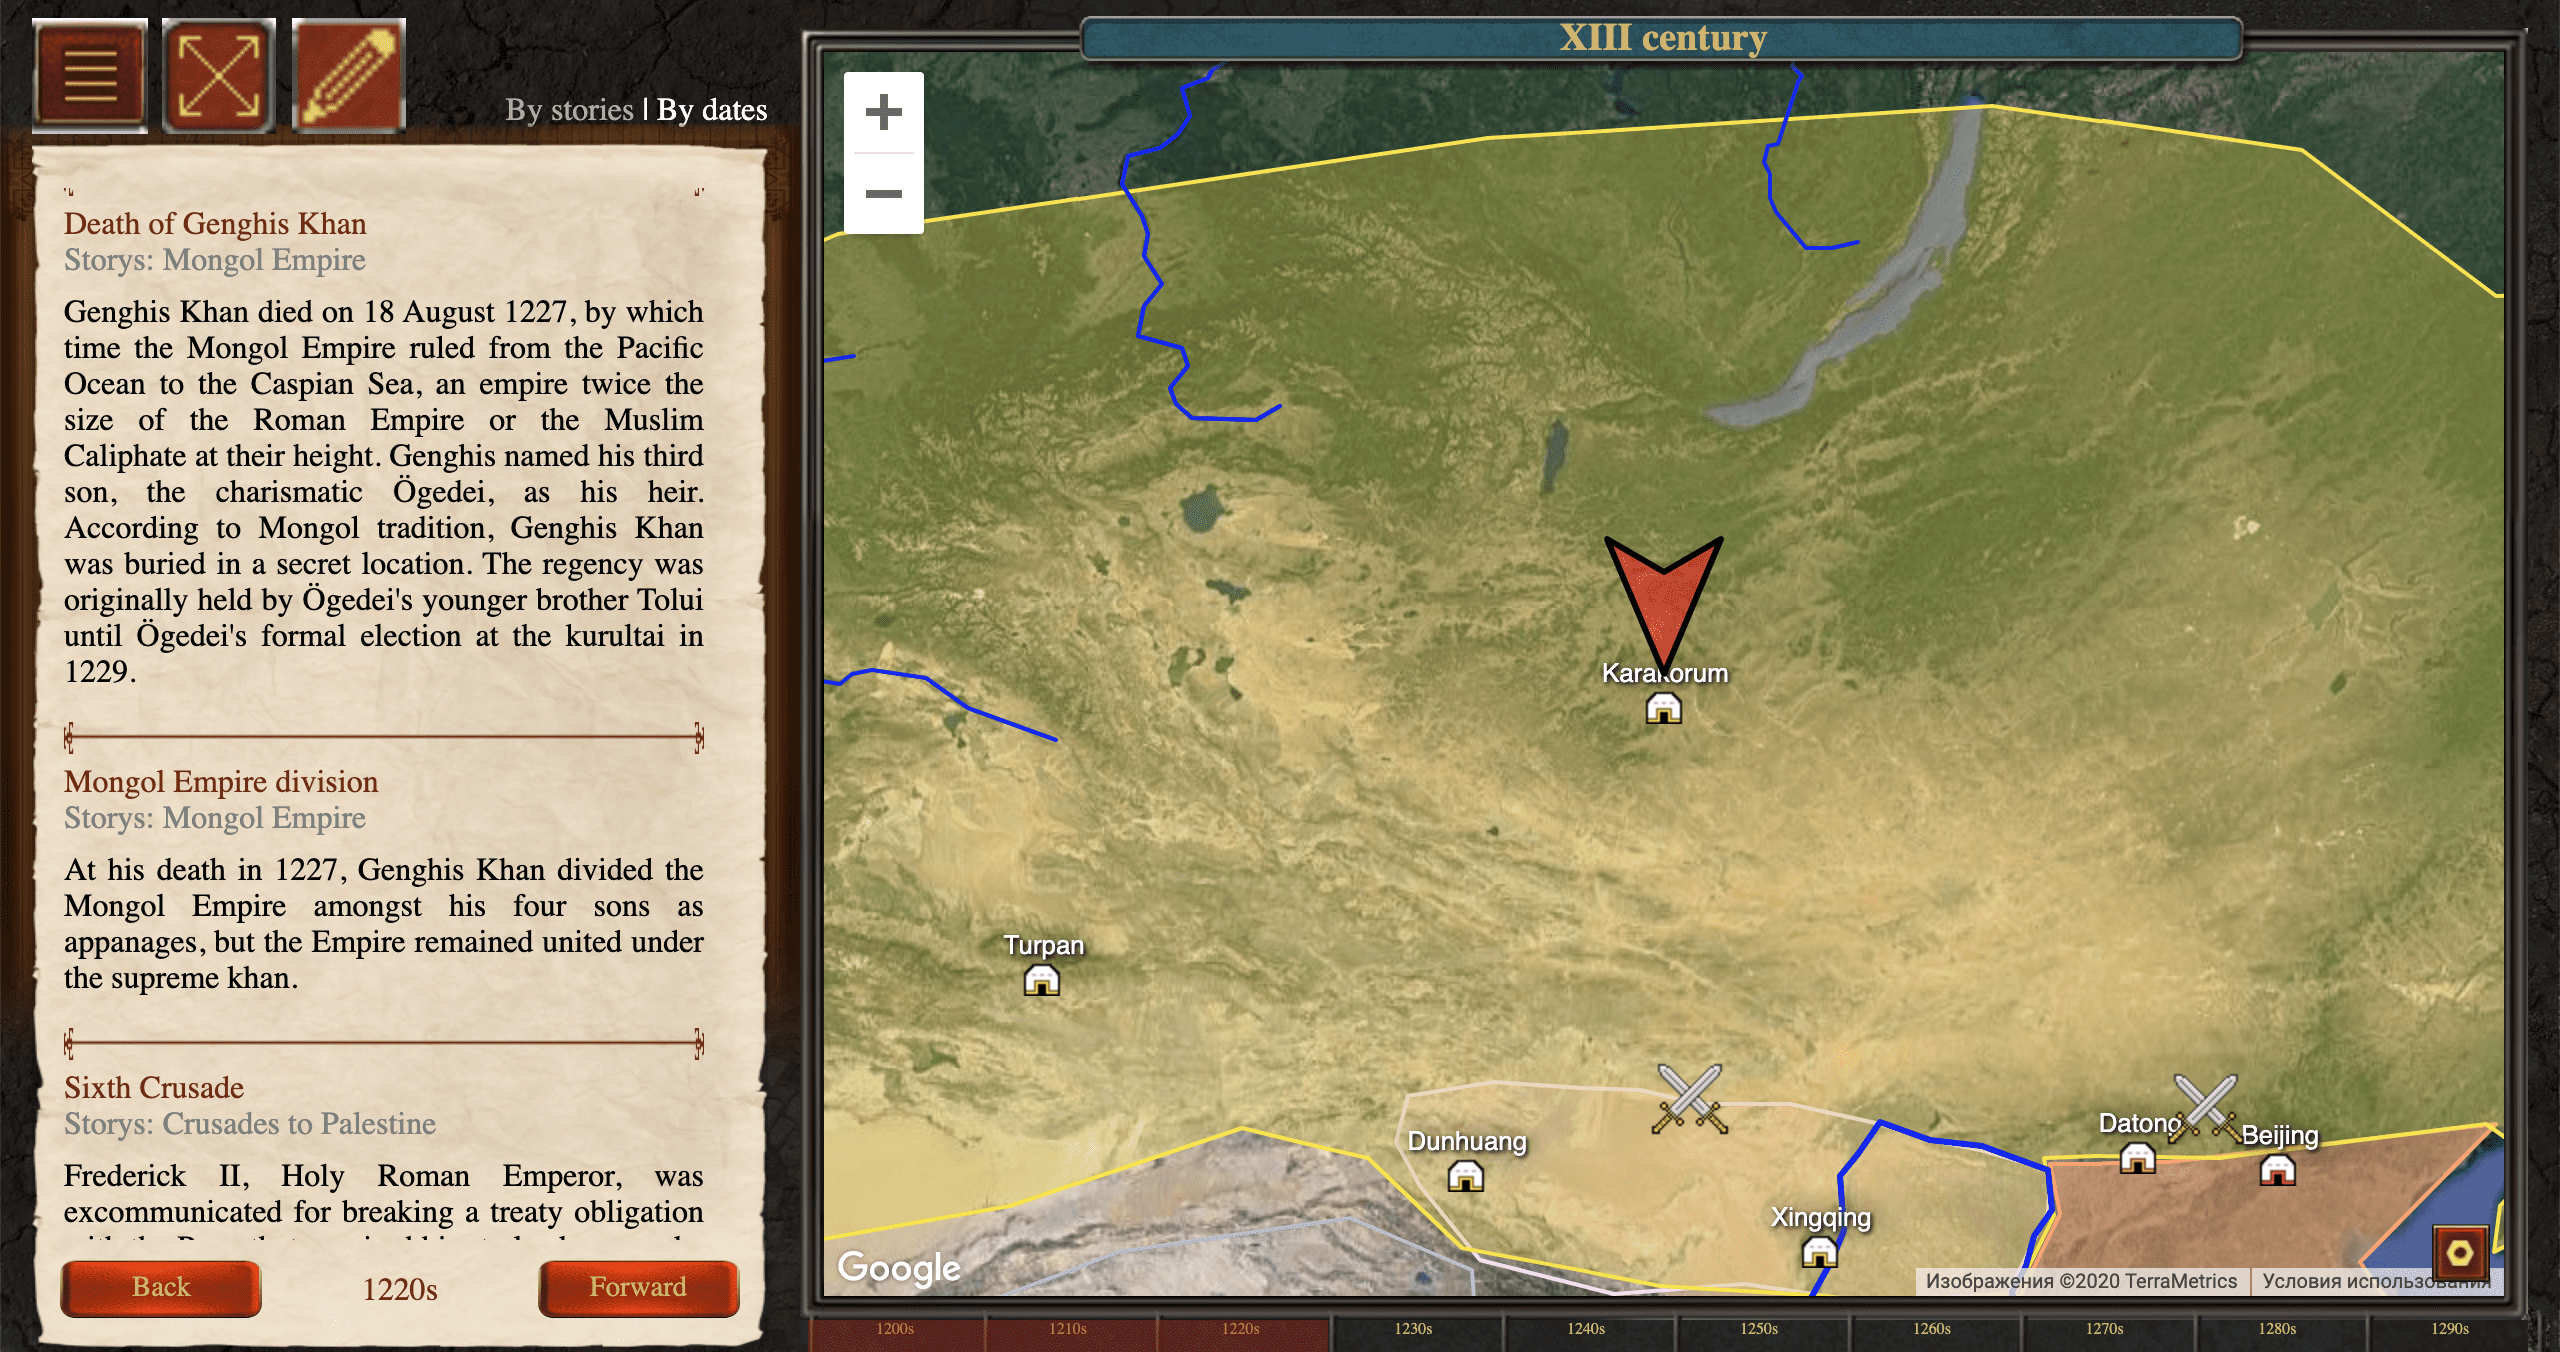 XIII century
By stories | By dates
Death of Genghis Khan
Storys: Mongol Empire
Genghis Khan died on 18 August 1227, by which
time the Mongol Empire ruled from the Pacific
Ocean to the Caspian Sea, an empire twice the
size of the Roman Empire or the Muslim
Caliphate at their height. Genghis named his third
son, the charismatic Ögedei, as his heir.
According to Mongol tradition, Genghis Khan
was buried in a secret location. The regency was
originally held by Ögedei's younger brother Tolui
until Ögedei's formal election at the kurultai in
1229.
Mongol Empire division
Storys: Mongol Empire
At his death in 1227, Genghis Khan divided the
Mongol Empire amongst his four sons as
appanages, but the Empire remained united under
the supreme khan.
Sixth Crusade
Storys: Crusades to Palestine
Frederick II, Holy Roman Emperor, was
excommunicated for breaking a treaty obligation
Back
1220s
Forward
Karakorum
Turpan
Dunhuang
Datong
Beijing
Xingqing
Google
Изображения ©2020 TerraMetrics
Условия использования
1200s
1210s
1220s
1230s
1240s
1250s
1260s
1270s
1280s
1290s